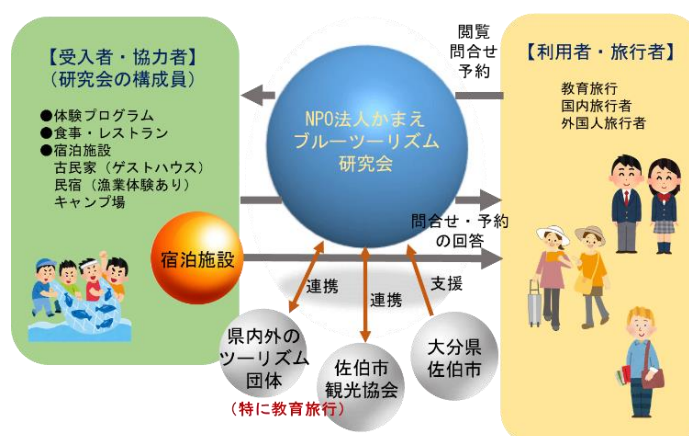 【受入者・協力者】
(研究会の構成員)
●体験プログラム
●食事・レストラン
●宿泊施設
古民家(ゲストハウス)
民宿(漁業体験あり)
キャンプ場
宿泊施設
NPO法人かまえ
ブルーツーリズム
研究会
閲覧
問合せ
予約
問合せ・予約
の回答
連携
連携
支援
県内外の
ツーリズム
団体
(特に教育旅行)
佐伯市
観光協会
大分県
佐伯市
【利用者・旅行者】
教育旅行
国内旅行者
外国人旅行者